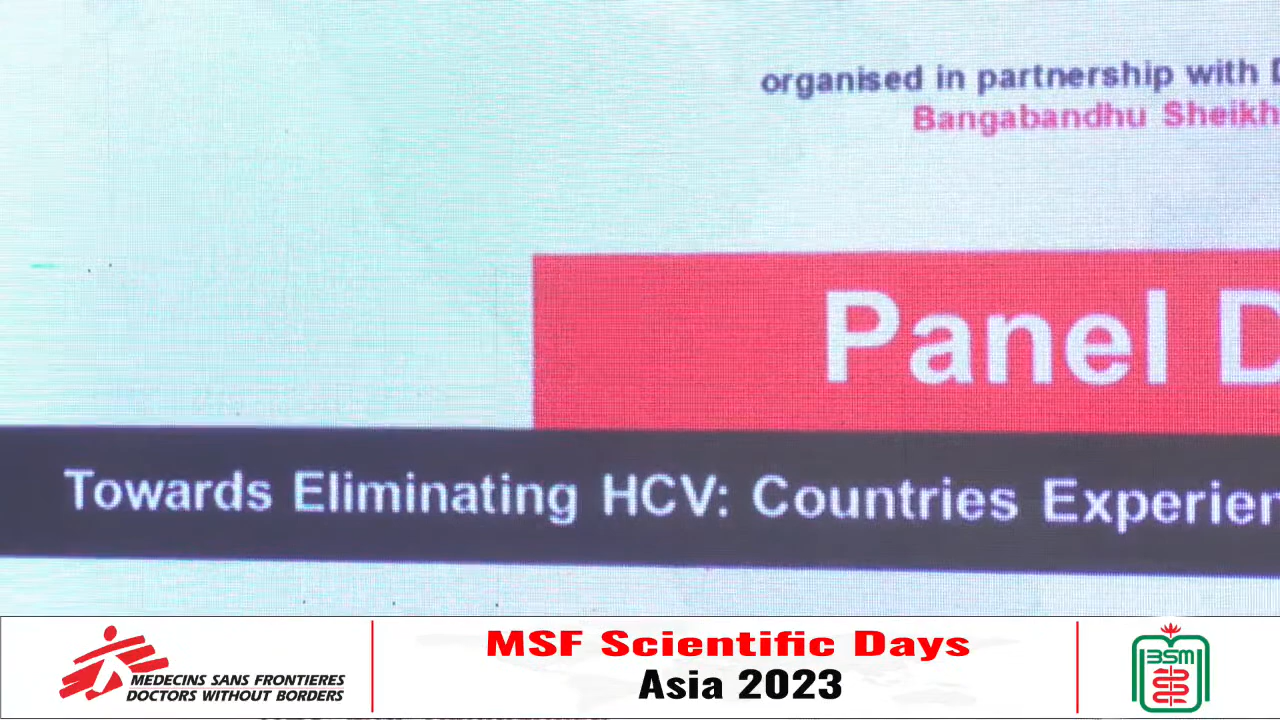 organised in partnership with
Bangabandhu Sheikh
Panel D
Towards Eliminating HCV: Countries Experien
MEDECINS SANS FRONTIERES
DOCTORS WITHOUT BORDERS
MSF Scientific Days
Asia 2023
BSM